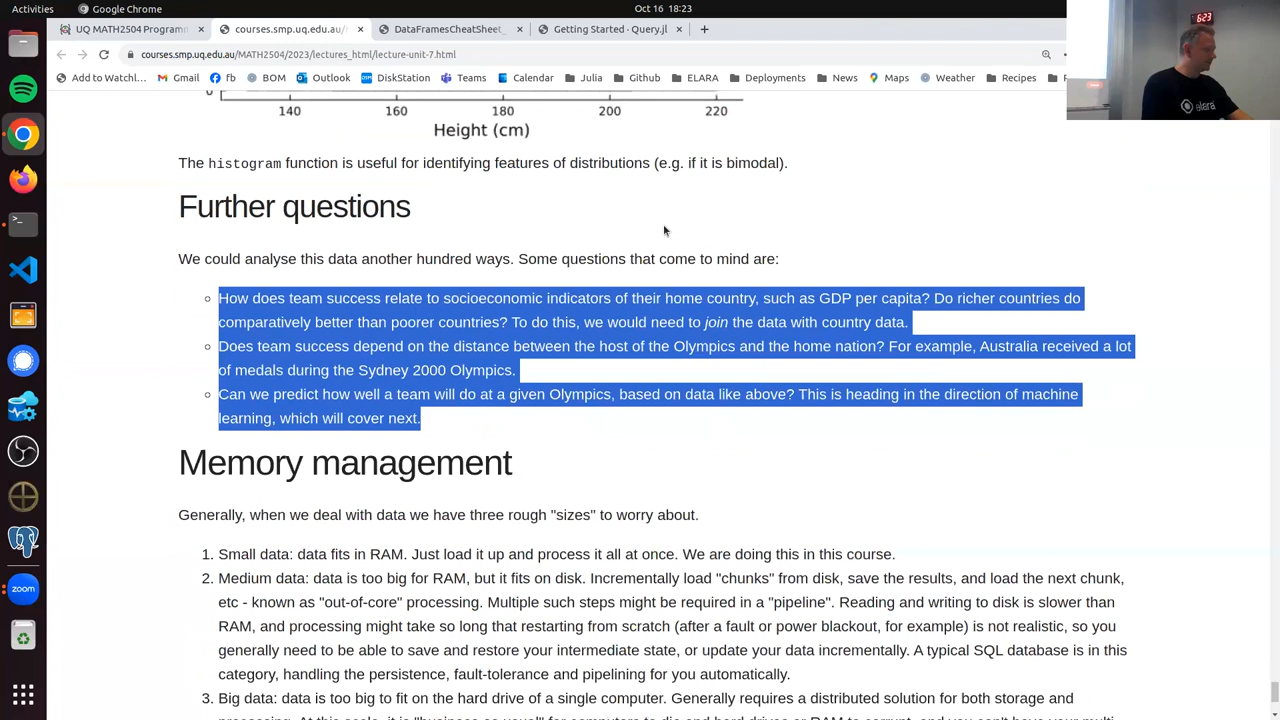 Activities
Google Chrome
Oct 16 18:23
UQ MATH2504 Programm
courses.smp.uq.edu.au/
DataFramesCheatSheet_
Getting Started · Query.jl
courses.smp.uq.edu.au/MATH2504/2023/lectures_html/lecture-unit-7.html
Add to Watchl... Gmail fb BOM Outlook DiskStation Teams Calendar Julia Github ELARA Deployments News Maps Weather Recipes
623
elara
0
140 160 180 200 220
Height (cm)
The histogram function is useful for identifying features of distributions (e.g. if it is bimodal).
Further questions
We could analyse this data another hundred ways. Some questions that come to mind are:
How does team success relate to socioeconomic indicators of their home country, such as GDP per capita? Do richer countries do
comparatively better than poorer countries? To do this, we would need to join the data with country data.
Does team success depend on the distance between the host of the Olympics and the home nation? For example, Australia received a lot
of medals during the Sydney 2000 Olympics.
Can we predict how well a team will do at a given Olympics, based on data like above? This is heading in the direction of machine
learning, which will cover next.
Memory management
Generally, when we deal with data we have three rough "sizes" to worry about.
1. Small data: data fits in RAM. Just load it up and process it all at once. We are doing this in this course.
2. Medium data: data is too big for RAM, but it fits on disk. Incrementally load "chunks" from disk, save the results, and load the next chunk,
etc - known as "out-of-core" processing. Multiple such steps might be required in a "pipeline". Reading and writing to disk is slower than
RAM, and processing might take so long that restarting from scratch (after a fault or power blackout, for example) is not realistic, so you
generally need to be able to save and restore your intermediate state, or update your data incrementally. A typical SQL database is in this
category, handling the persistence, fault-tolerance and pipelining for you automatically.
3. Big data: data is too big to fit on the hard drive of a single computer. Generally requires a distributed solution for both storage and
zoom